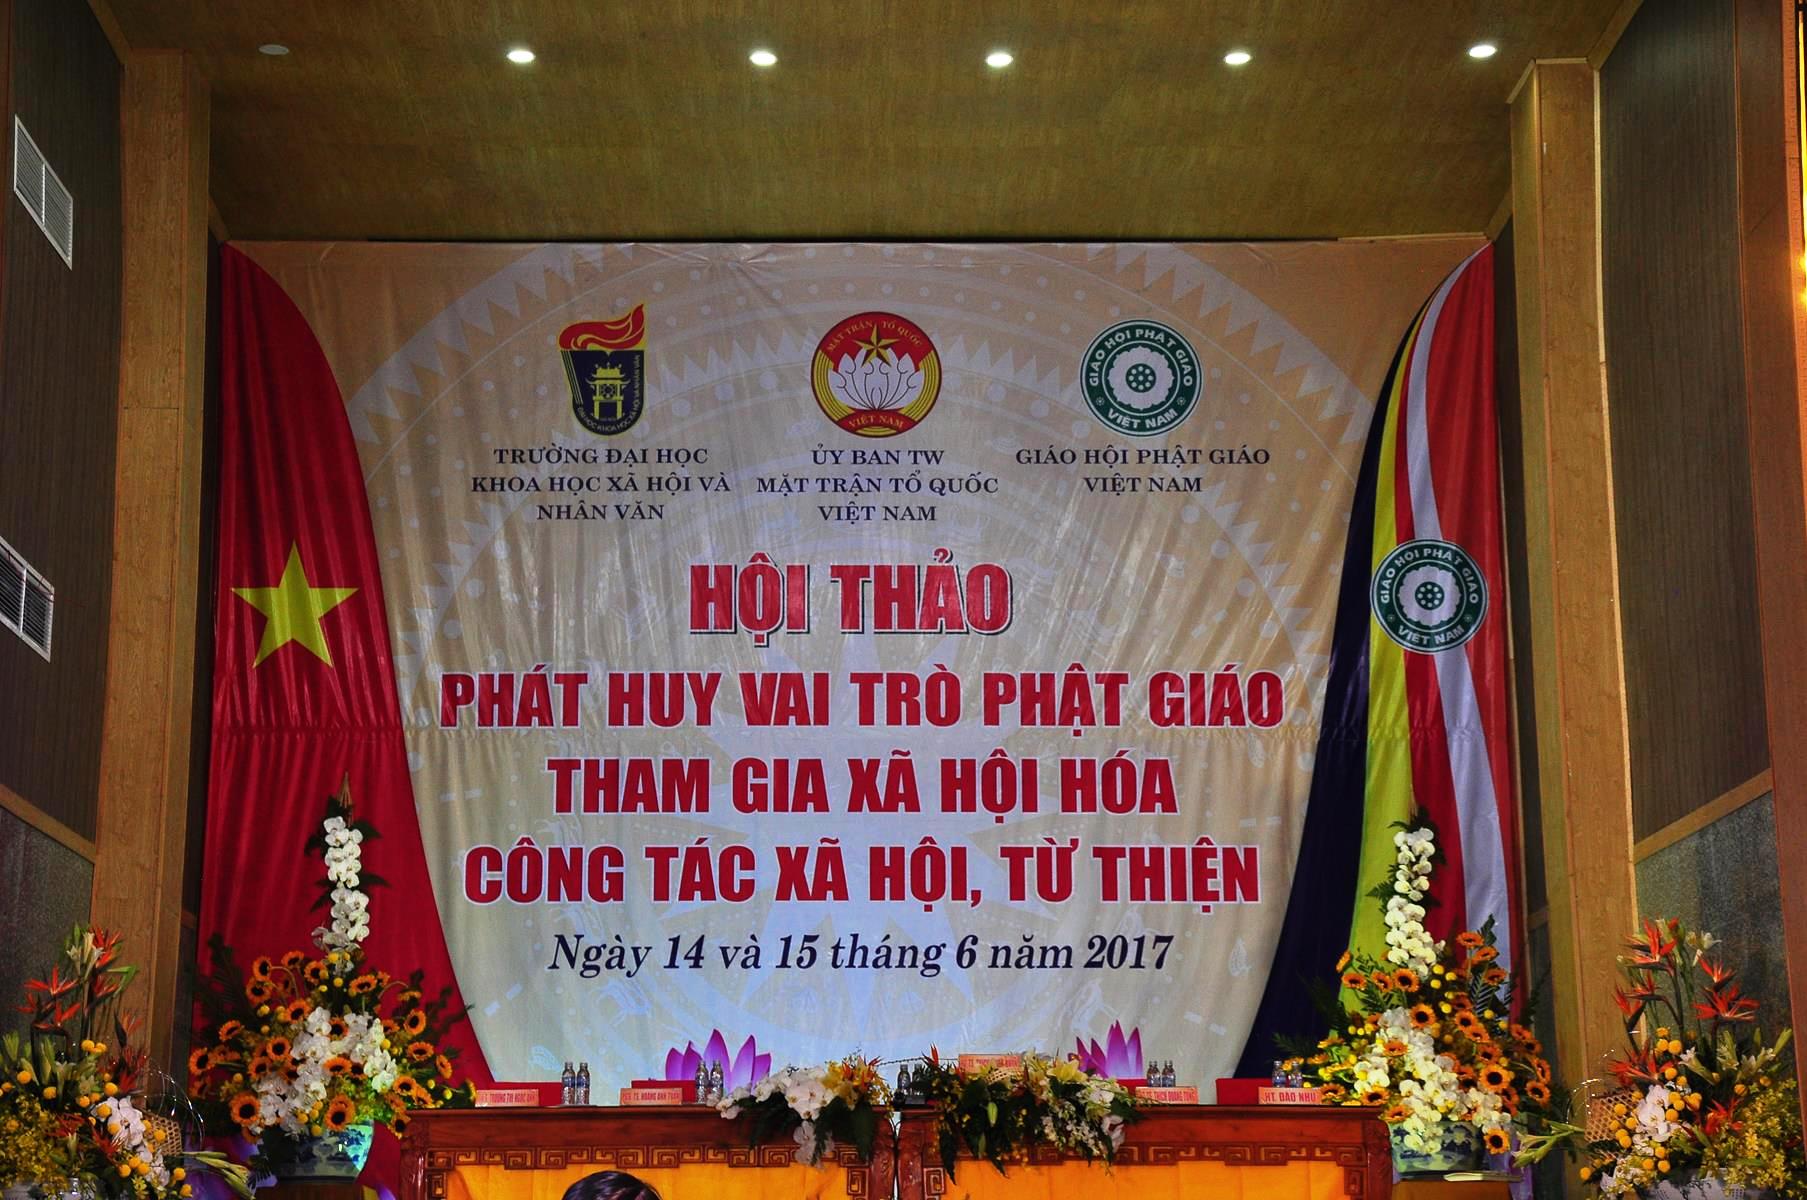 MẶT TRẬN TỔ QUỐC
VIỆT NAM
GIÁO HỘI PHẬT GIÁO
VIỆT NAM
TRƯỜNG ĐẠI HỌC
KHOA HỌC XÃ HỘI VÀ
NHÂN VĂN
ỦY BAN TW
MẶT TRẬN TỔ QUỐC
VIỆT NAM
GIÁO HỘI PHẬT GIÁO
VIỆT NAM
HỘI THẢO
GIÁO HỘI PHẬT GIÁO
VIỆT NAM
PHÁT HUY VAI TRÒ PHẬT GIÁO
THAM GIA XÃ HỘI HÓA
CÔNG TÁC XÃ HỘI, TỪ THIỆN
Ngày 14 và 15 tháng 6 năm 2017
HT. DAO NHU